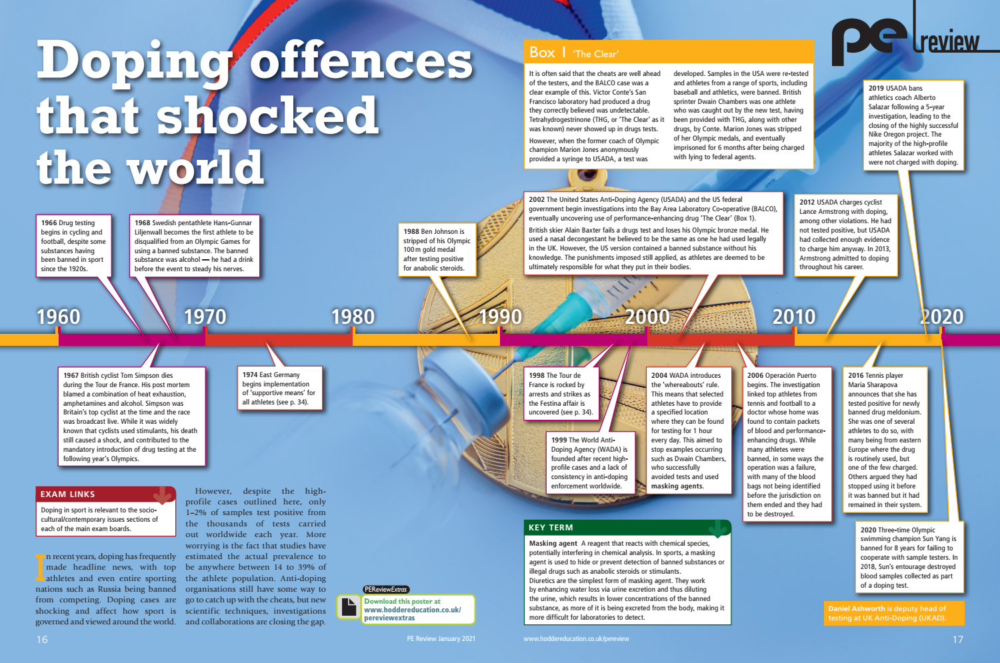 Doping offences
that shocked
the world
pe review
Box 1 ‘The Clear’
It is often said that the cheats are well ahead
of the testers, and the BALCO case was a
clear example of this. Victor Conte’s San
Francisco laboratory had produced a drug
they correctly believed was undetectable.
Tetrahydrogestrinone (THG, or ‘The Clear’ as it
was known) never showed up in drugs tests.
However, when the former coach of Olympic
champion Marion Jones anonymously
provided a syringe to USADA, a test was
developed. Samples in the USA were re-tested
and athletes from a range of sports, including
baseball and athletics, were banned. British
sprinter Dwain Chambers was one athlete
who was caught out by the new test, having
been provided with THG, along with other
drugs, by Conte. Marion Jones was stripped
of her Olympic medals, and eventually
imprisoned for 6 months after being charged
with lying to federal agents.
2019 USADA bans
athletics coach Alberto
Salazar following a 5-year
investigation, leading to the
closing of the highly successful
Nike Oregon project. The
majority of the high-profile
athletes Salazar worked with
were not charged with doping.
1966 Drug testing
begins in cycling and
football, despite some
substances having
been banned in sport
since the 1920s.
1968 Swedish pentathlete Hans-Gunnar
Liljenwall becomes the first athlete to be
disqualified from an Olympic Games for
using a banned substance. The banned
substance was alcohol — he had a drink
before the event to steady his nerves.
1988 Ben Johnson is
stripped of his Olympic
100 m gold medal
after testing positive
for anabolic steroids.
2002 The United States Anti-Doping Agency (USADA) and the US federal
government begin investigations into the Bay Area Laboratory Co-operative (BALCO),
eventually uncovering use of performance-enhancing drug ‘The Clear’ (Box 1).
British skier Alain Baxter fails a drugs test and loses his Olympic bronze medal. He
used a nasal decongestant he believed to be the same as one he had used legally
in the UK. However, the US version contained a banned substance without his
knowledge. The punishments imposed still applied, as athletes are deemed to be
ultimately responsible for what they put in their bodies.
2012 USADA charges cyclist
Lance Armstrong with doping,
among other violations. He had
not tested positive, but USADA
had collected enough evidence
to charge him anyway. In 2013,
Armstrong admitted to doping
throughout his career.
1960 1970 1980 1990 2000 2010 2020
1967 British cyclist Tom Simpson dies
during the Tour de France. His post mortem
blamed a combination of heat exhaustion,
amphetamines and alcohol. Simpson was
Britain’s top cyclist at the time and the race
was broadcast live. While it was widely
known that cyclists used stimulants, his death
still caused a shock, and contributed to the
mandatory introduction of drug testing at the
following year’s Olympics.
1974 East Germany
begins implementation
of ‘supportive means’ for
all athletes (see p. 34).
1998 The Tour de
France is rocked by
arrests and strikes as
the Festina affair is
uncovered (see p. 34).
1999 The World Anti-
Doping Agency (WADA) is
founded after recent high-
profile cases and a lack of
consistency in anti-doping
enforcement worldwide.
2004 WADA introduces
the ‘whereabouts’ rule.
This means that selected
athletes have to provide
a specified location
where they can be found
for testing for 1 hour
every day. This aimed to
stop examples occurring
such as Dwain Chambers,
who successfully
avoided tests and used
masking agents.
2006 Operación Puerto
begins. The investigation
linked top athletes from
tennis and football to a
doctor whose home was
found to contain packets
of blood and performance-
enhancing drugs. While
many athletes were
banned, in some ways the
operation was a failure,
with many of the blood
bags not being identified
before the jurisdiction on
them ended and they had
to be destroyed.
2016 Tennis player
Maria Sharapova
announces that she has
tested positive for newly
banned drug meldonium.
She was one of several
athletes to do so, with
many being from eastern
Europe where the drug
is routinely used, but
one of the few charged.
Others argued they had
stopped using it before
it was banned but it had
remained in their system.
2020 Three-time Olympic
swimming champion Sun Yang is
banned for 8 years for failing to
cooperate with sample testers. In
2018, Sun’s entourage destroyed
blood samples collected as part
of a doping test.
EXAM LINKS
Doping in sport is relevant to the socio-
cultural/contemporary issues sections of
each of the main exam boards.
In recent years, doping has frequently
made headline news, with top
athletes and even entire sporting
nations such as Russia being banned
from competing. Doping cases are
shocking and affect how sport is
governed and viewed around the world.
However, despite the high-
profile cases outlined here, only
1–2% of samples test positive from
the thousands of tests carried
out worldwide each year. More
worrying is the fact that studies have
estimated the actual prevalence to
be anywhere between 14 to 39% of
the athlete population. Anti-doping
organisations still have some way to
go to catch up with the cheats, but new
scientific techniques, investigations
and collaborations are closing the gap.
PEReviewExtras
Download this poster at
www.hoddereducation.co.uk/
pereviewextras
KEY TERM
Masking agent A reagent that reacts with chemical species,
potentially interfering in chemical analysis. In sports, a masking
agent is used to hide or prevent detection of banned substances or
illegal drugs such as anabolic steroids or stimulants.
Diuretics are the simplest form of masking agent. They work
by enhancing water loss via urine excretion and thus diluting
the urine, which results in lower concentrations of the banned
substance, as more of it is being excreted from the body, making it
more difficult for laboratories to detect.
Daniel Ashworth is deputy head of
testing at UK Anti-Doping (UKAD).
16
PE Review January 2021
www.hoddereducation.co.uk/pereview
17